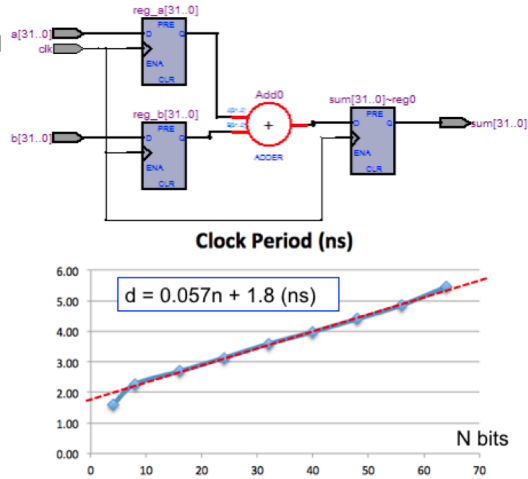 reg_a[31..0]
PRE
a[31..0]
D Q
clk
ENA
CLR
Add0
reg_b[31..0]
sum[31..0]~reg0
PRE
PRE
b[31..0]
D Q
+
D Q
sum[31..0]
ENA
ADDER
ENA
CLR
CLR
Clock Period (ns)
d = 0.057n + 1.8 (ns)
6.00
5.00
4.00
3.00
2.00
1.00
0.00
N bits
0 10 20 30 40 50 60 70